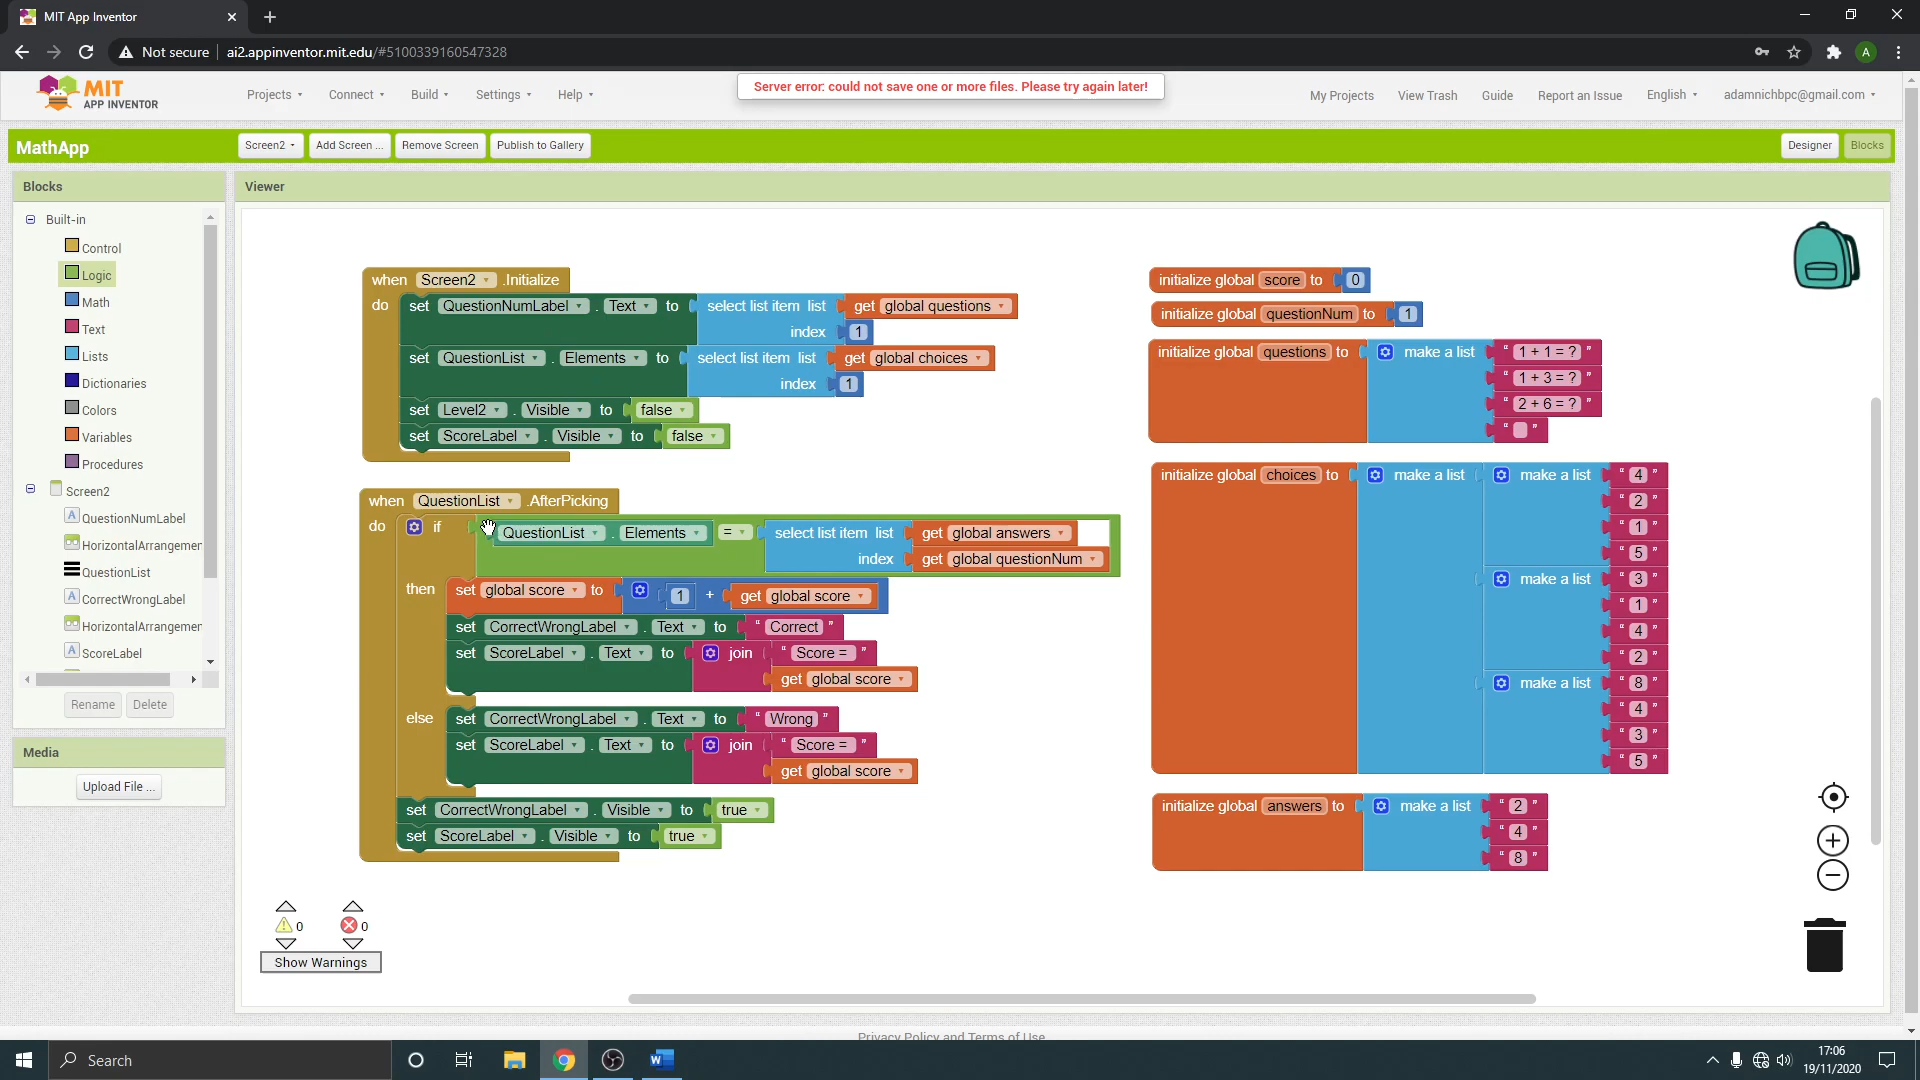 MIT App Inventor
Not secure
ai2.appinventor.mit.edu/#5100339160547328
A
MIT
APP INVENTOR
Projects
Connect
Build
Settings
Help
Server error: could not save one or more files. Please try again later!
My Projects
View Trash
Guide
Report an Issue
English
adamnichbpc@gmail.com
MathApp
Screen2
Add Screen ...
Remove Screen
Publish to Gallery
Designer
Blocks
Blocks
Built-in
Control
Logic
Math
Text
Lists
Dictionaries
Colors
Variables
Procedures
Screen2
QuestionNumLabel
HorizontalArrangemer
QuestionList
CorrectWrongLabel
HorizontalArrangemer
ScoreLabel
Rename
Delete
Media
Upload File ...
Viewer
when Screen2 .Initialize
do set QuestionNumLabel . Text to select list item list get global questions
index 1
set QuestionList . Elements to select list item list get global choices
index 1
set Level2 . Visible to false
set ScoreLabel . Visible to false
when QuestionList .AfterPicking
do if QuestionList . Elements = select list item list get global answers
index get global questionNum
then set global score to 1 + get global score
set CorrectWrongLabel . Text to " Correct "
set ScoreLabel . Text to join " Score = "
get global score
else set CorrectWrongLabel . Text to " Wrong "
set ScoreLabel . Text to join " Score = "
get global score
set CorrectWrongLabel . Visible to true
set ScoreLabel . Visible to true
initialize global score to 0
initialize global questionNum to 1
initialize global questions to make a list " 1 + 1 = ? "
" 1 + 3 = ? "
" 2 + 6 = ? "
" "
initialize global choices to make a list make a list " 4 "
" 2 "
" 1 "
" 5 "
make a list " 3 "
" 1 "
" 4 "
" 2 "
make a list " 8 "
" 4 "
" 3 "
" 5 "
initialize global answers to make a list " 2 "
" 4 "
" 8 "
0
0
Show Warnings
Privacy Policy and Terms of Use
Search
17:06
19/11/2020